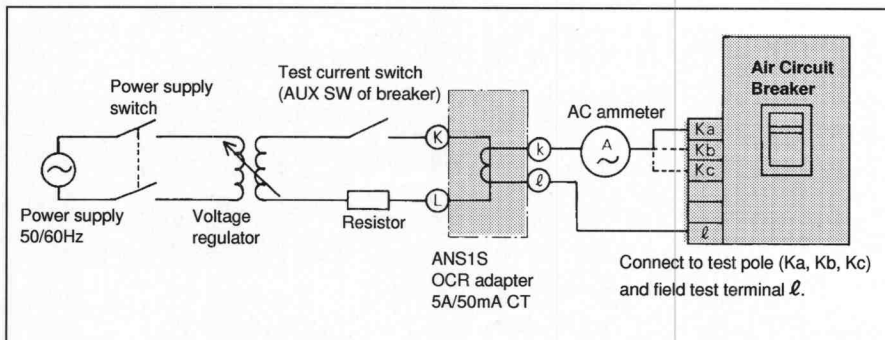 Power supply
switch
Test current switch
(AUX SW of breaker)
Air Circuit
Breaker
AC ammeter
K
k
A
Ka
Kb
Kc
L
ℓ
ℓ
Power supply
50/60Hz
Voltage
regulator
Resistor
ANS1S
OCR adapter
5A/50mA CT
Connect to test pole (Ka, Kb, Kc)
and field test terminal ℓ.